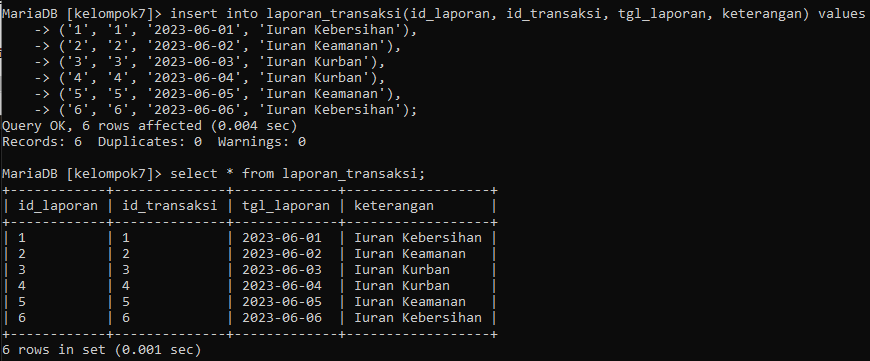 MariaDB [kelompok7]> insert into laporan_transaksi(id_laporan, id_transaksi, tgl_laporan, keterangan) values
    -> ('1', '1', '2023-06-01', 'Iuran Kebersihan'),
    -> ('2', '2', '2023-06-02', 'Iuran Keamanan'),
    -> ('3', '3', '2023-06-03', 'Iuran Kurban'),
    -> ('4', '4', '2023-06-04', 'Iuran Kurban'),
    -> ('5', '5', '2023-06-05', 'Iuran Keamanan'),
    -> ('6', '6', '2023-06-06', 'Iuran Kebersihan');
Query OK, 6 rows affected (0.004 sec)
Records: 6  Duplicates: 0  Warnings: 0

MariaDB [kelompok7]> select * from laporan_transaksi;
+------------+--------------+-------------+------------------+
| id_laporan | id_transaksi | tgl_laporan | keterangan       |
+------------+--------------+-------------+------------------+
| 1          | 1            | 2023-06-01  | Iuran Kebersihan |
| 2          | 2            | 2023-06-02  | Iuran Keamanan   |
| 3          | 3            | 2023-06-03  | Iuran Kurban     |
| 4          | 4            | 2023-06-04  | Iuran Kurban     |
| 5          | 5            | 2023-06-05  | Iuran Keamanan   |
| 6          | 6            | 2023-06-06  | Iuran Kebersihan |
+------------+--------------+-------------+------------------+
6 rows in set (0.001 sec)